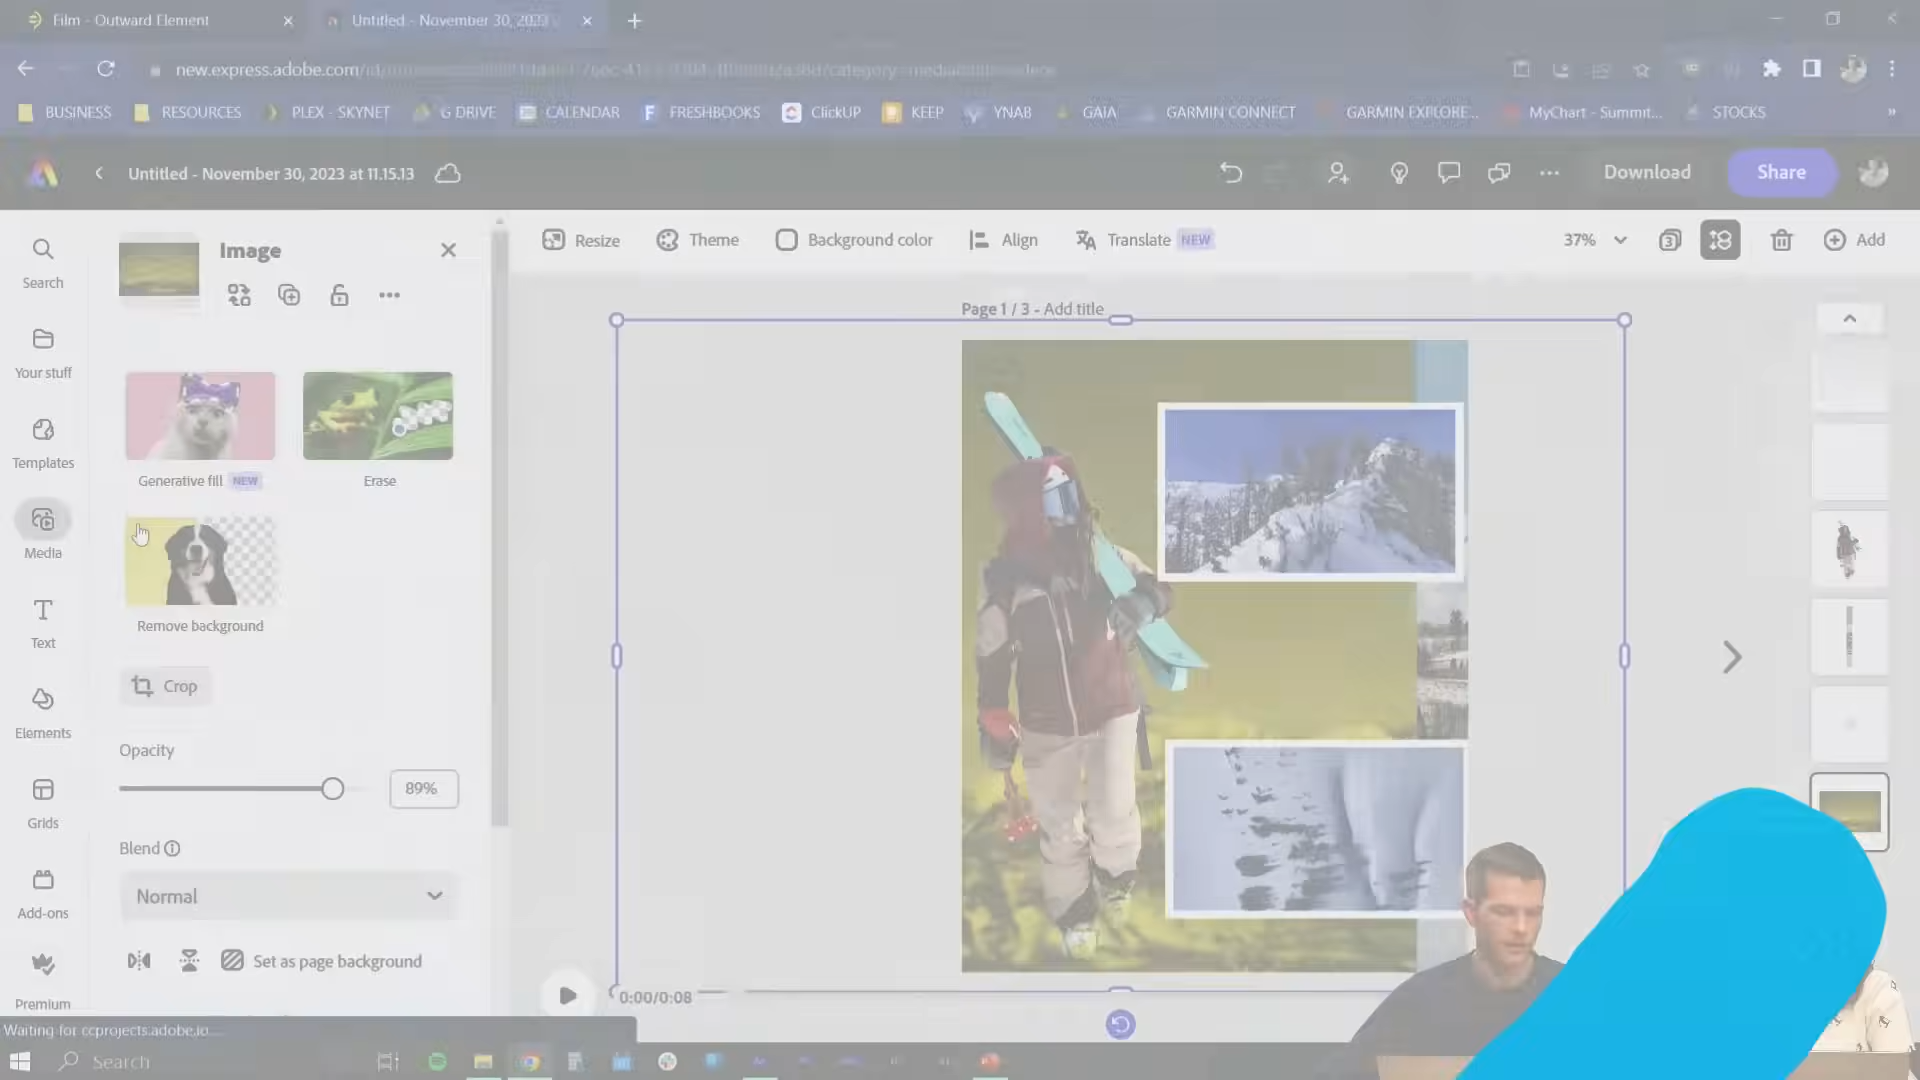 Film - Outward Element
Untitled - November 30, 2023
new.express.adobe.com/
BUSINESS RESOURCES PLEX - SKYNET G DRIVE CALENDAR FRESHBOOKS ClickUP KEEP YNAB GAIA GARMIN CONNECT GARMIN EXPLORE... MyChart - Summit... STOCKS »
Untitled - November 30, 2023 at 11.15.13
Download
Share
Search
Your stuff
Templates
Media
Text
Elements
Grids
Add-ons
Premium
Image
Generative fill NEW
Erase
Remove background
Crop
Opacity
89%
Blend
Normal
Set as page background
Resize Theme Background color Align Translate NEW
37%
3
Add
Page 1 / 3 - Add title
0:00/0:08
Waiting for ccprojects.adobe.io...
Search